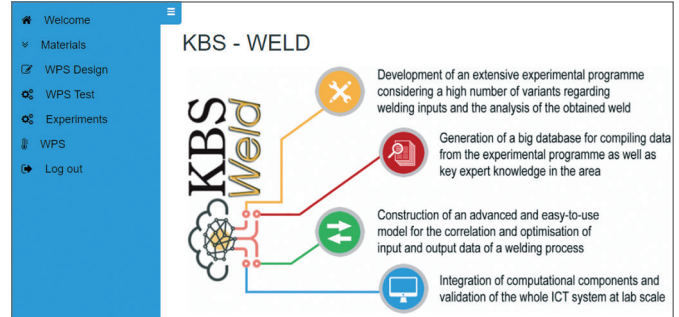 Welcome
Materials
WPS Design
WPS Test
Experiments
WPS
Log out
KBS - WELD
KBS
Weld
Development of an extensive experimental programme
considering a high number of variants regarding
welding inputs and the analysis of the obtained weld
Generation of a big database for compiling data
from the experimental programme as well as
key expert knowledge in the area
Construction of an advanced and easy-to-use
model for the correlation and optimisation of
input and output data of a welding process
Integration of computational components and
validation of the whole ICT system at lab scale